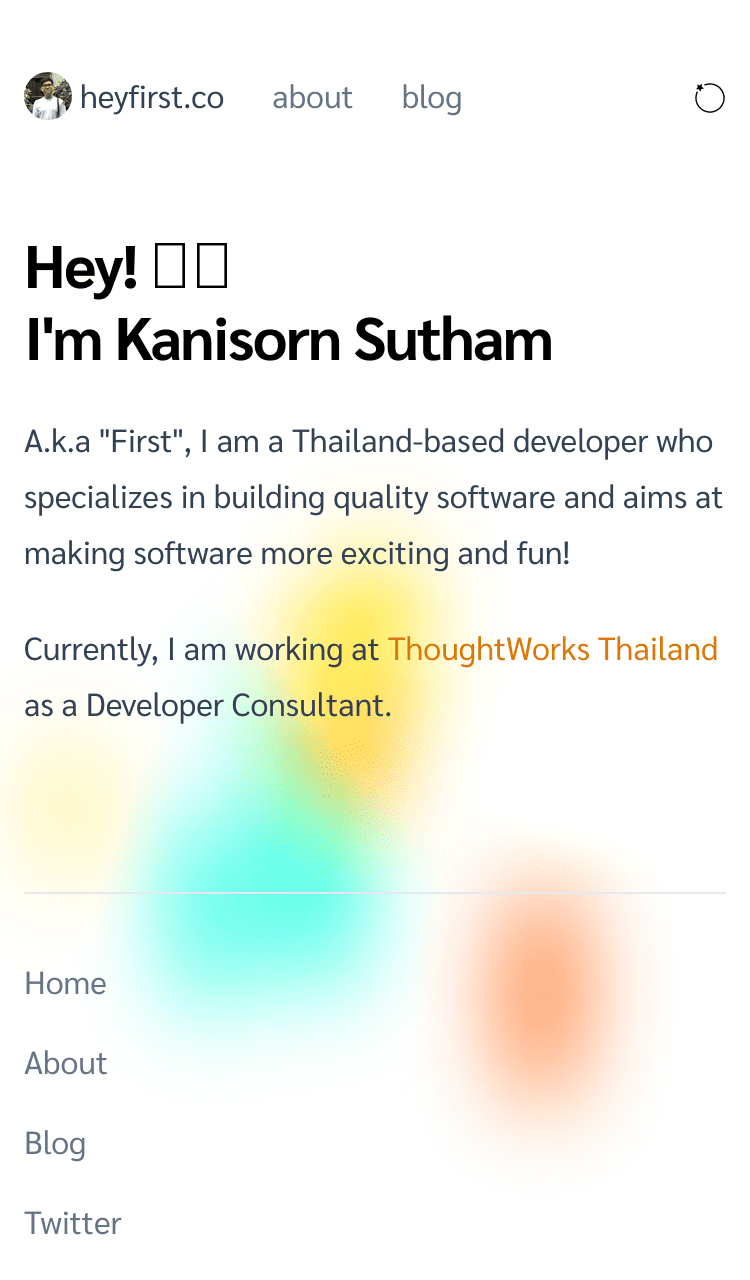 heyfirst.co about blog
Hey!
I'm Kanisorn Sutham
A.k.a "First", I am a Thailand-based developer who
specializes in building quality software and aims at
making software more exciting and fun!
Currently, I am working at ThoughtWorks Thailand
as a Developer Consultant.
Home
About
Blog
Twitter